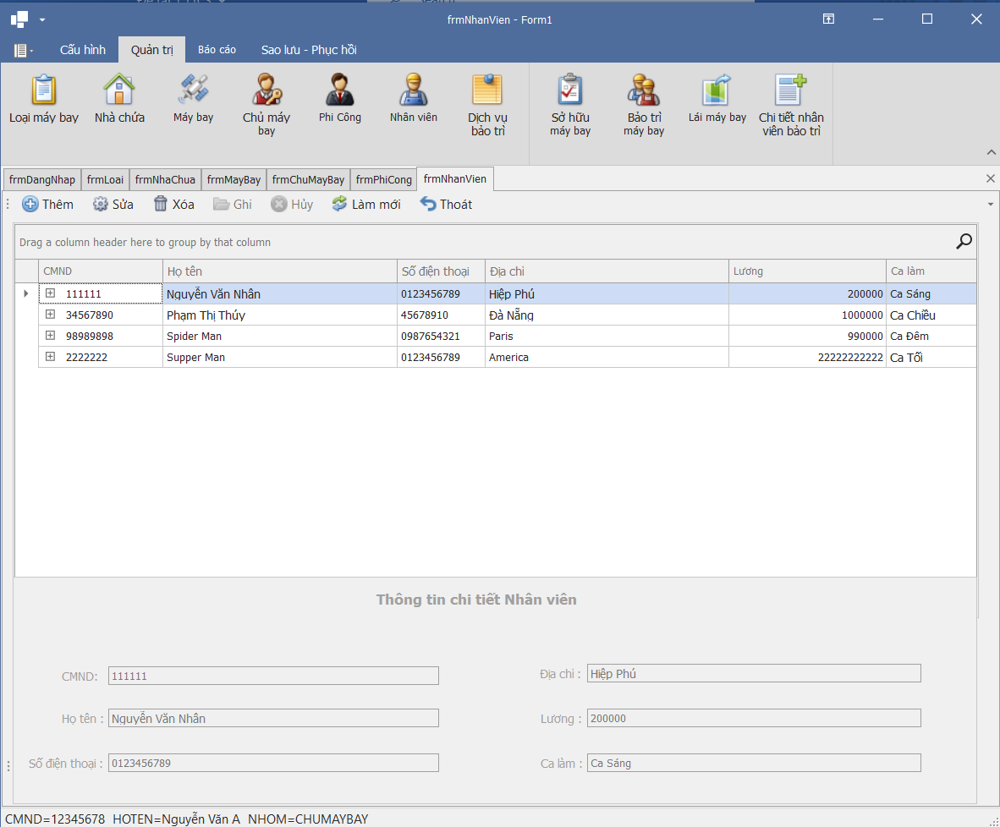 frmNhanVien - Form1
Cấu hình Quản trị Báo cáo Sao lưu - Phục hồi
Loại máy bay Nhà chứa Máy bay Chủ máy bay Phi Công Nhân viên Dịch vụ bảo trì Sở hữu máy bay Bảo trì máy bay Lái máy bay Chi tiết nhân viên bảo trì
frmDangNhap frmLoai frmNhaChua frmMayBay frmChuMayBay frmPhiCong frmNhanVien
Thêm Sửa Xóa Ghi Hủy Làm mới Thoát
Drag a column header here to group by that column
CMND Họ tên Số điện thoại Địa chỉ Lương Ca làm
111111 Nguyễn Văn Nhân 0123456789 Hiệp Phú 200000 Ca Sáng
34567890 Phạm Thị Thúy 45678910 Đà Nẵng 1000000 Ca Chiều
98989898 Spider Man 0987654321 Paris 990000 Ca Đêm
2222222 Supper Man 0123456789 America 22222222222 Ca Tối
Thông tin chi tiết Nhân viên
CMND: 111111 Địa chỉ : Hiệp Phú
Họ tên : Nguyễn Văn Nhân Lương : 200000
Số điện thoại : 0123456789 Ca làm : Ca Sáng
CMND=12345678 HOTEN=Nguyễn Văn A NHOM=CHUMAYBAY